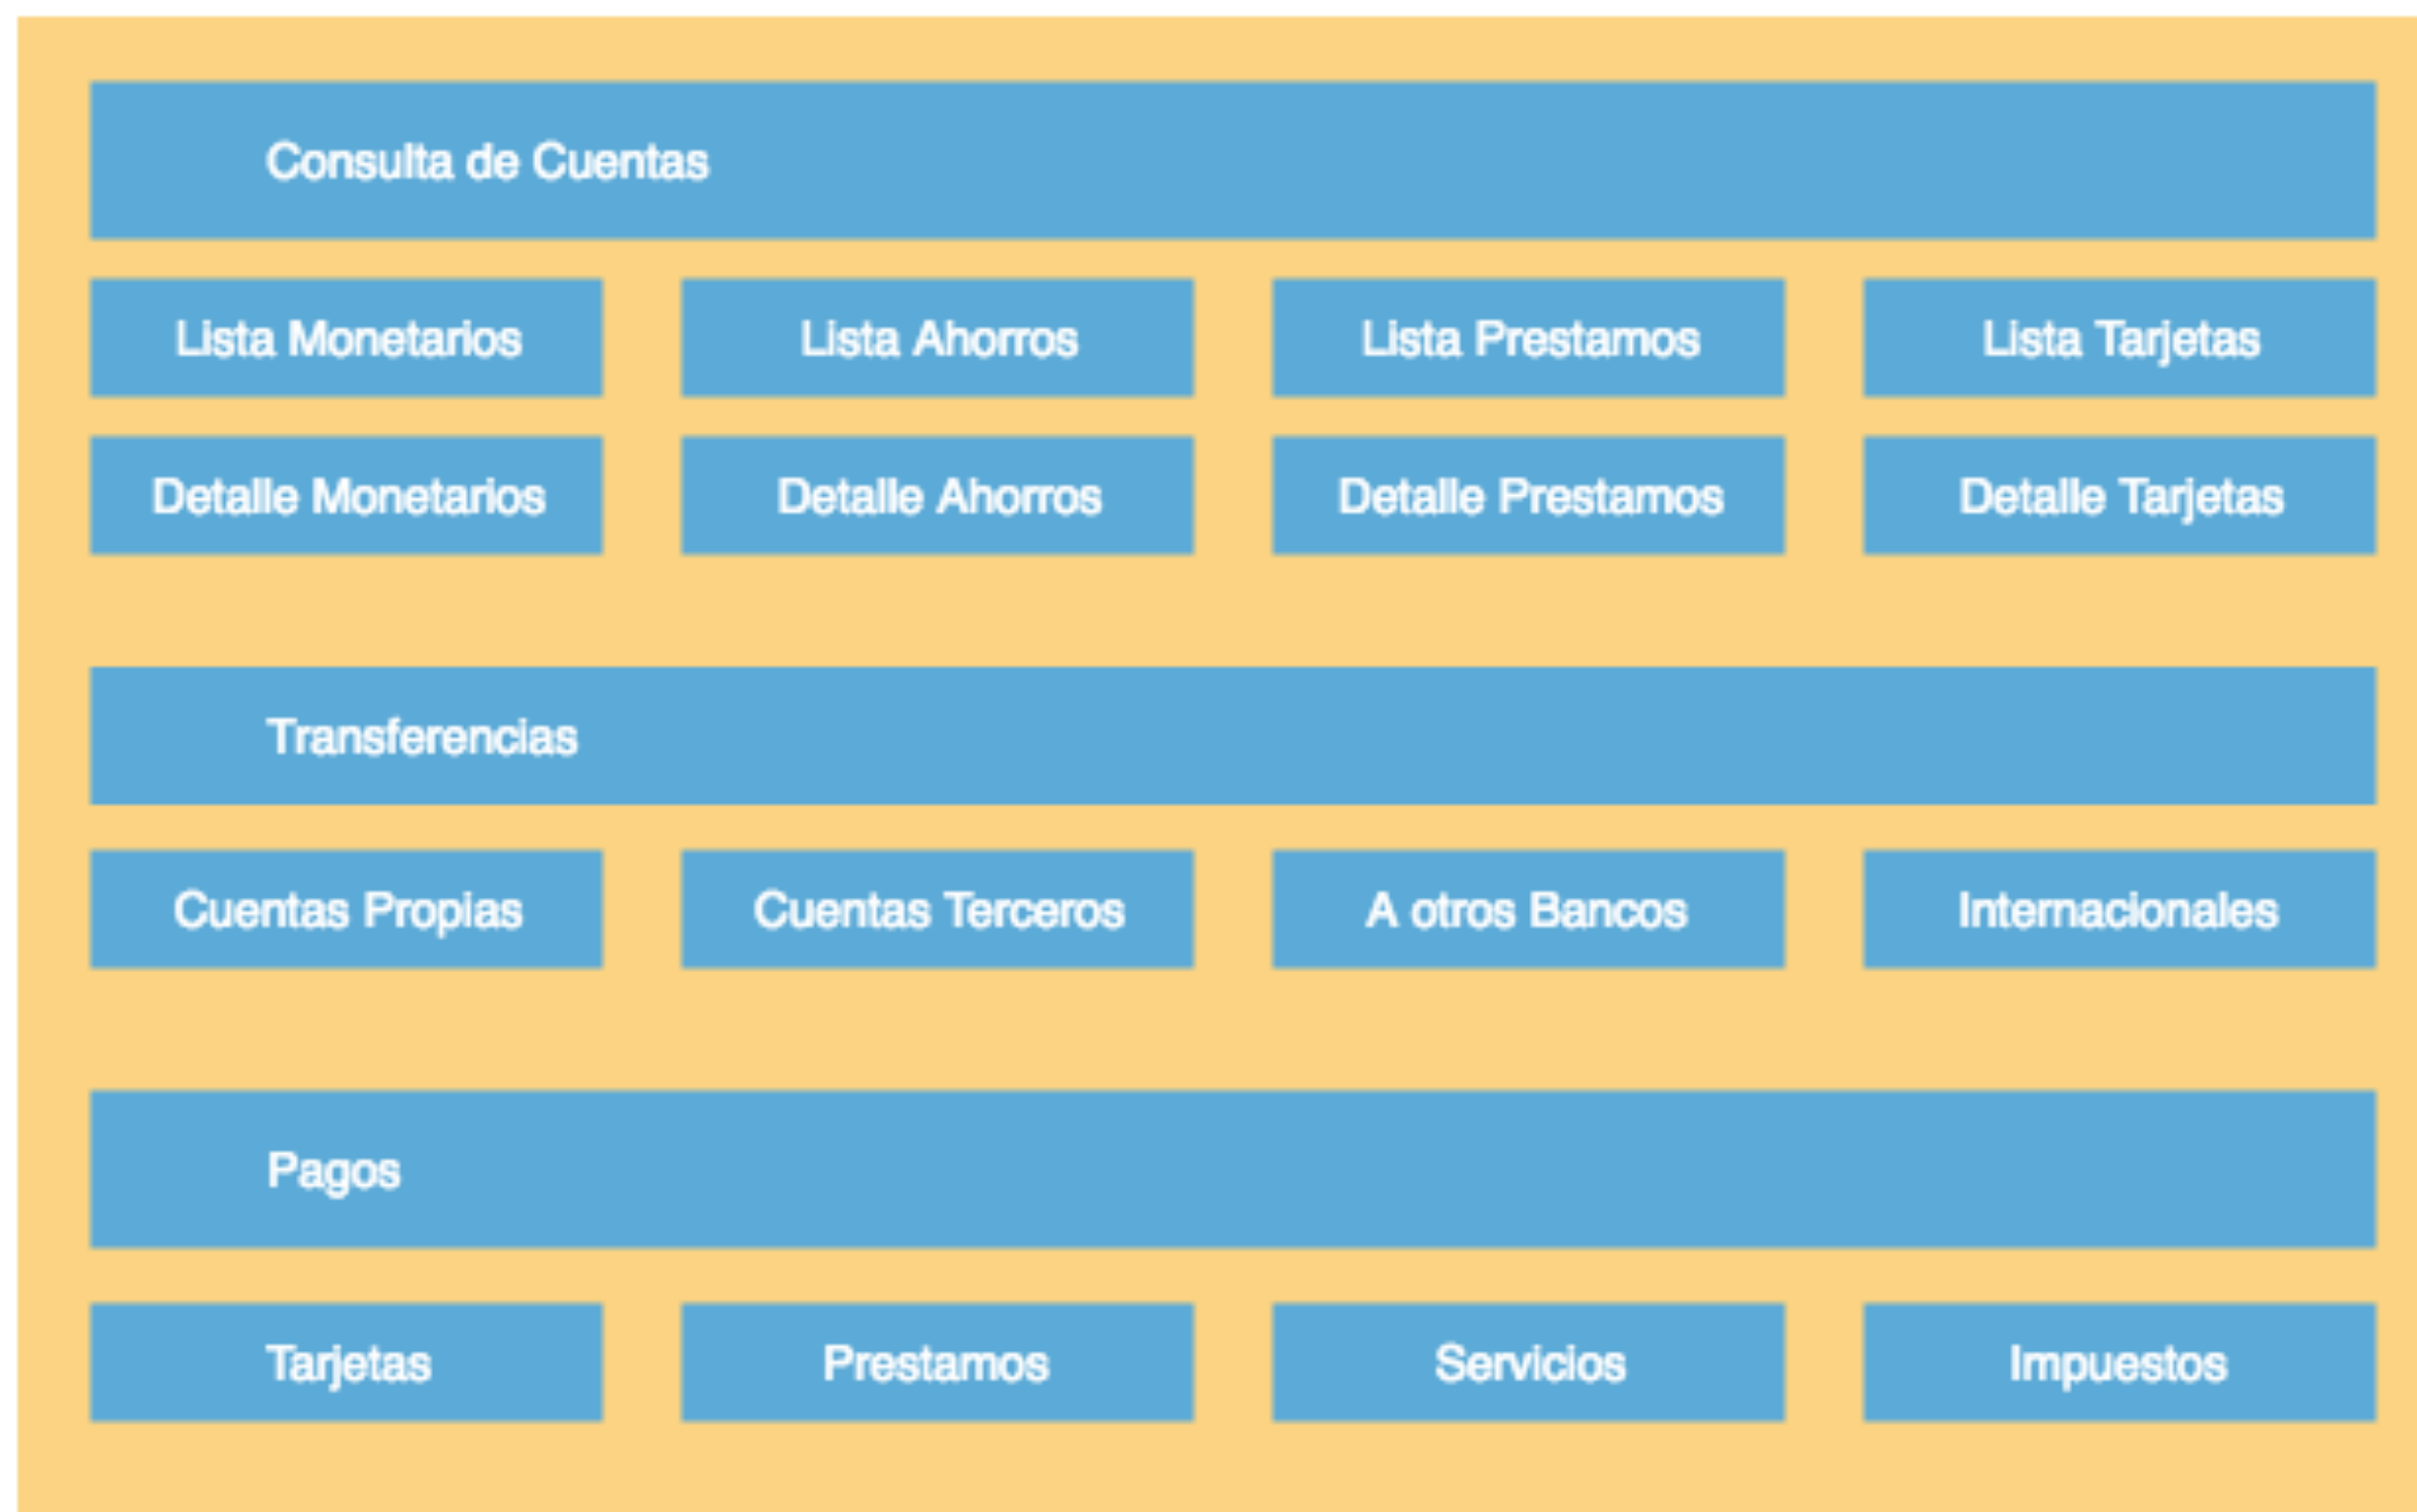 Consulta de Cuentas
Lista Monetarios
Lista Ahorros
Lista Prestamos
Lista Tarjetas
Detalle Monetarios
Detalle Ahorros
Detalle Prestamos
Detalle Tarjetas
Transferencias
Cuentas Propias
Cuentas Terceros
A otros Bancos
Internacionales
Pagos
Tarjetas
Prestamos
Servicios
Impuestos